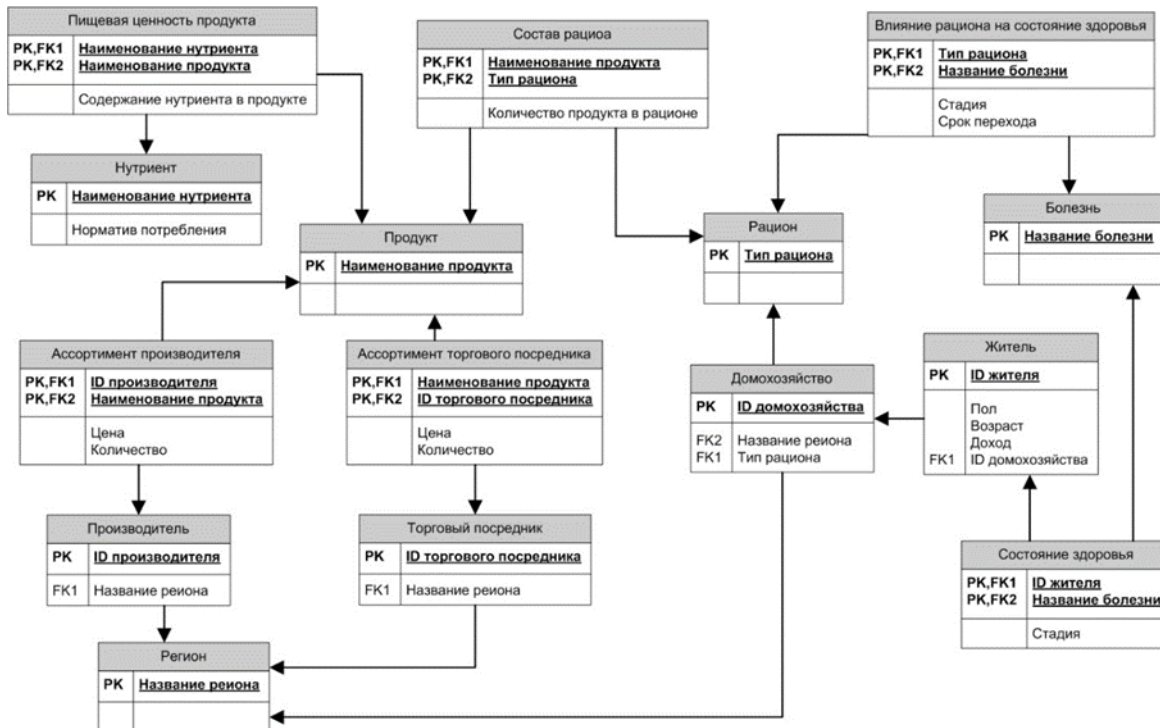 Пищевая ценность продукта
PK,FK1 Наименование нутриента
PK,FK2 Наименование продукта
Содержание нутриента в продукте
Состав рациоа
PK,FK1 Наименование продукта
PK,FK2 Тип рациона
Количество продукта в рационе
Влияние рациона на состояние здоровья
PK,FK1 Тип рациона
PK,FK2 Название болезни
Стадия
Срок перехода
Нутриент
PK Наименование нутриента
Норматив потребления
Продукт
PK Наименование продукта
Рацион
PK Тип рациона
Болезнь
PK Название болезни
Ассортимент производителя
PK,FK1 ID производителя
PK,FK2 Наименование продукта
Цена
Количество
Ассортимент торгового посредника
PK,FK1 Наименование продукта
PK,FK2 ID торгового посредника
Цена
Количество
Домохозяйство
PK ID домохозяйства
FK2 Название реиона
FK1 Тип рациона
Житель
PK ID жителя
Пол
Возраст
Доход
FK1 ID домохозяйства
Производитель
PK ID производителя
FK1 Название реиона
Торговый посредник
PK ID торгового посредника
FK1 Название реиона
Состояние здоровья
PK,FK1 ID жителя
PK,FK2 Название болезни
Стадия
Регион
PK Название реиона